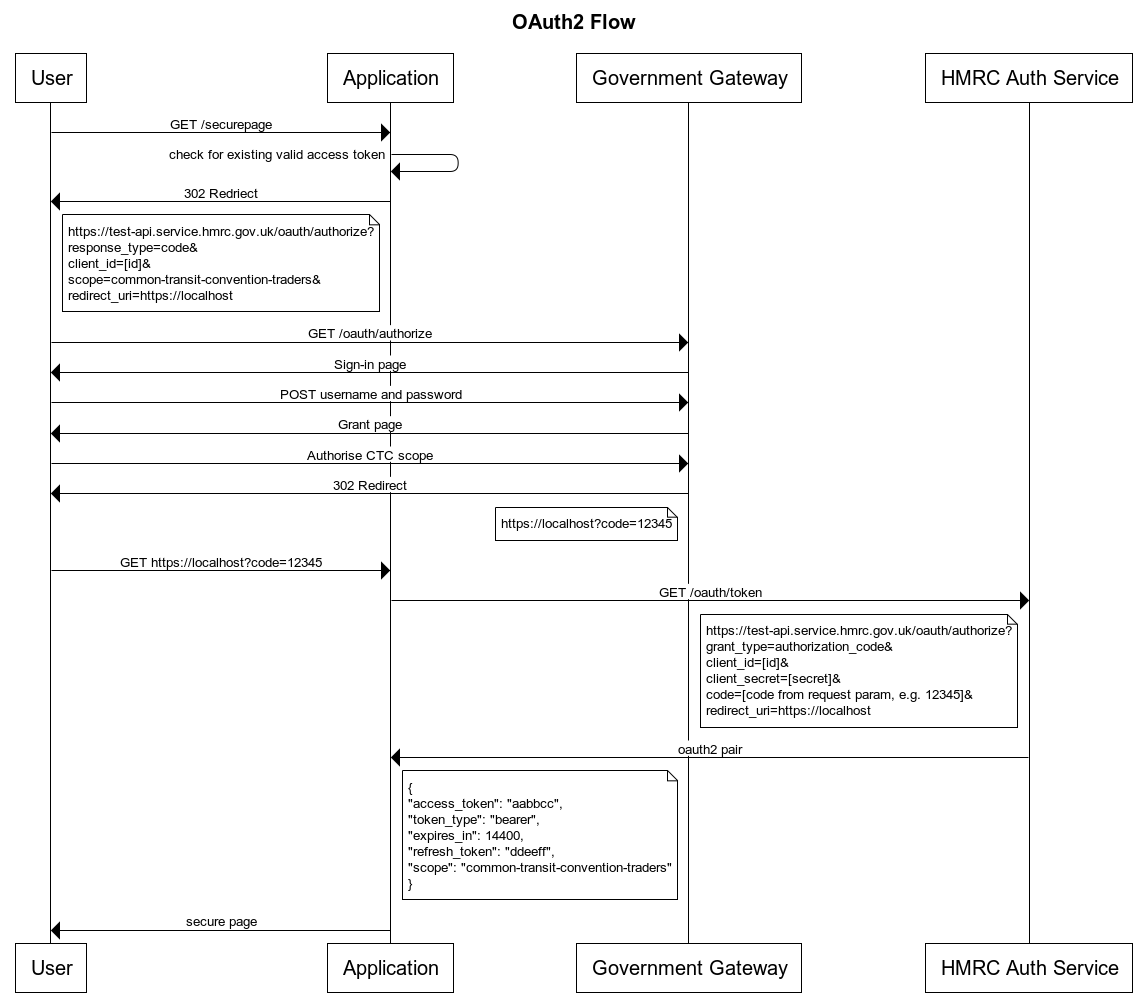 OAuth2 Flow
User
Application
Government Gateway
HMRC Auth Service
GET /securepage
check for existing valid access token
302 Redriect
https://test-api.service.hmrc.gov.uk/oauth/authorize?
response_type=code&
client_id=[id]&
scope=common-transit-convention-traders&
redirect_uri=https://localhost
GET /oauth/authorize
Sign-in page
POST username and password
Grant page
Authorise CTC scope
302 Redirect
https://localhost?code=12345
GET https://localhost?code=12345
GET /oauth/token
https://test-api.service.hmrc.gov.uk/oauth/authorize?
grant_type=authorization_code&
client_id=[id]&
client_secret=[secret]&
code=[code from request param, e.g. 12345]&
redirect_uri=https://localhost
oauth2 pair
{
"access_token": "aabbcc",
"token_type": "bearer",
"expires_in": 14400,
"refresh_token": "ddeeff",
"scope": "common-transit-convention-traders"
}
secure page
User
Application
Government Gateway
HMRC Auth Service